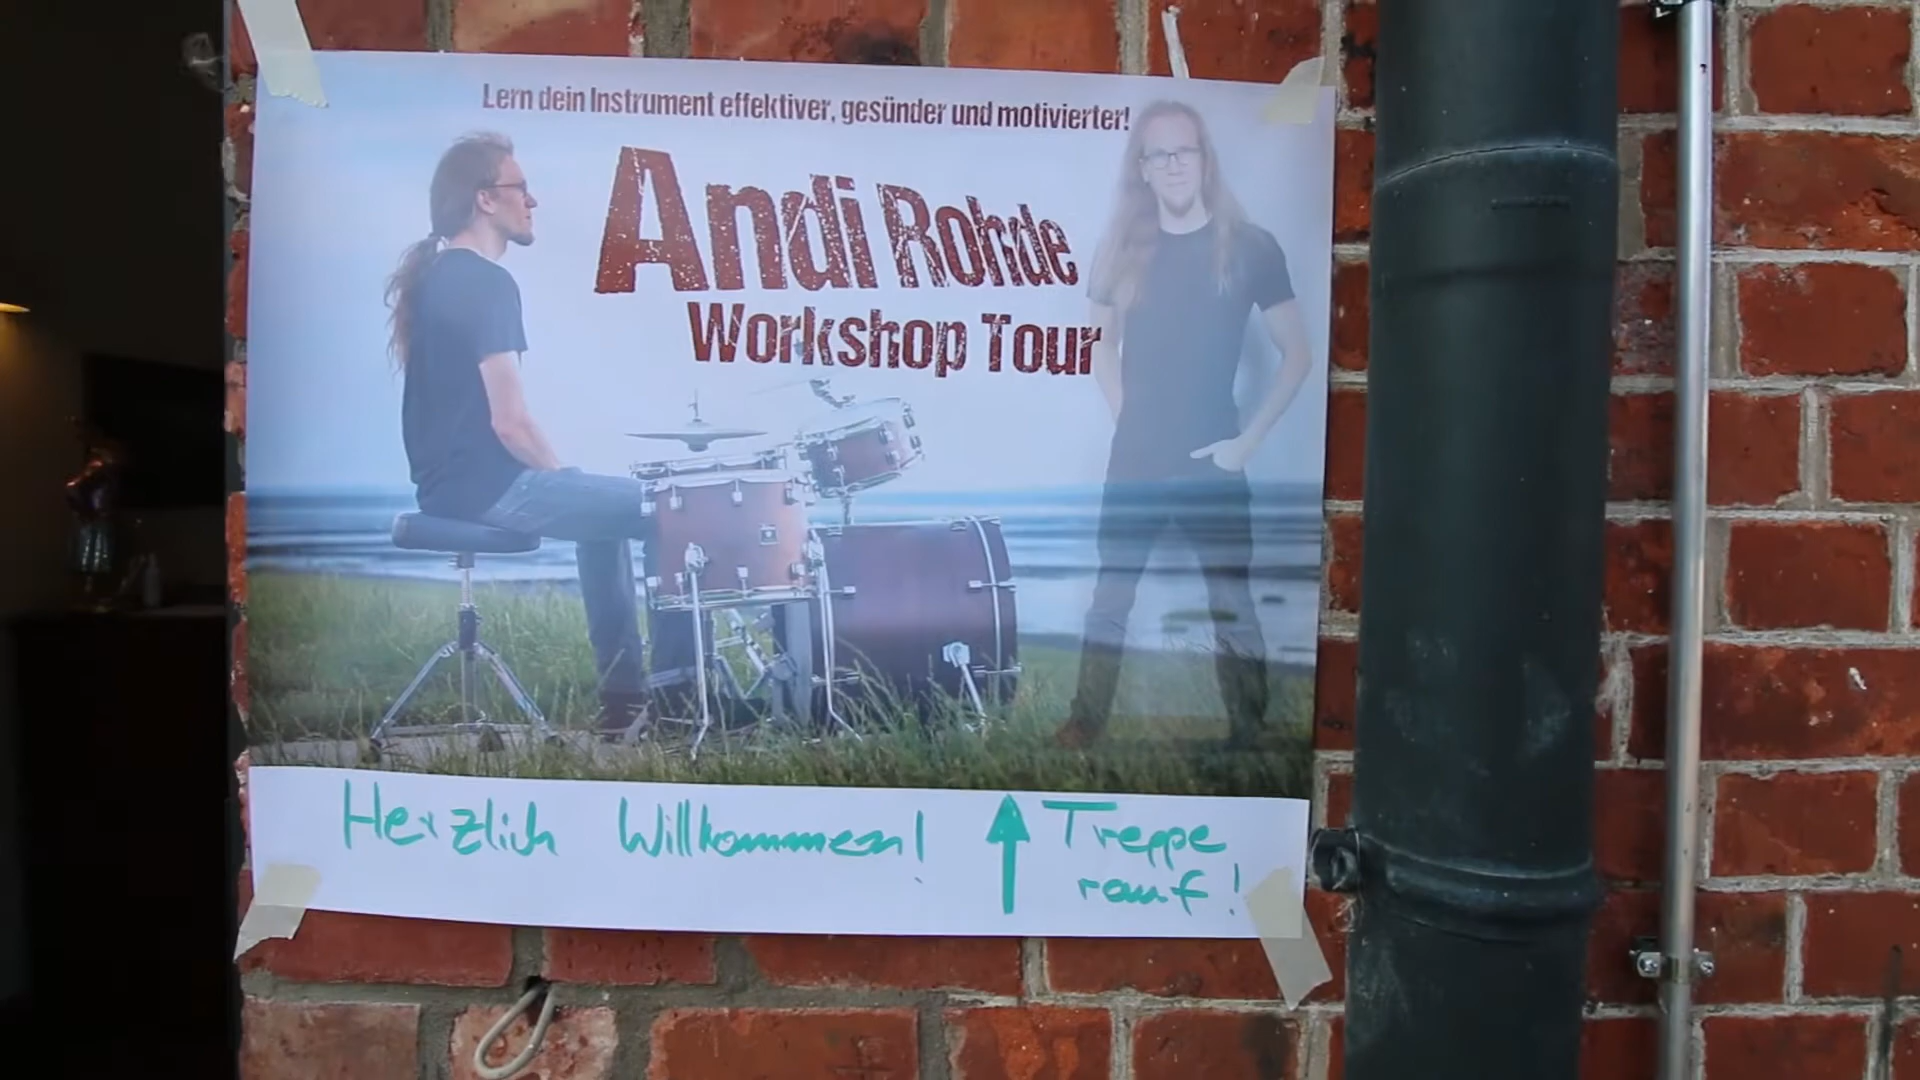 Lern dein Instrument effektiver, gesünder und motivierter!
Andi Rohde
Workshop Tour
Herzlich Willkommen! ↑ Treppe
rauf!